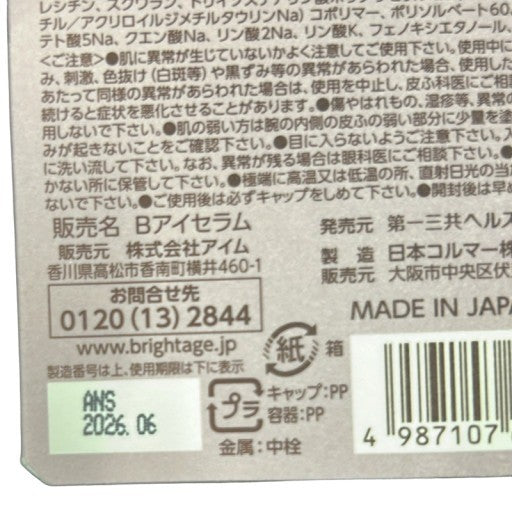 レシチン、スクワラン、
チル/アクリロイルジメチルタウリンNa) コポリマー、ポリソルベート60、
テト酸5Na、クエン酸Na、リン酸2Na、リン酸K、フェノキシエタノール、
<ご注意>●肌に異常が生じていないかよく注意してご使用下さい。使用中に
み、刺激、色抜け(白斑等)や黒ずみ等の異常があらわれた場合、使用した
あたって同様の異常があらわれた場合は、使用を中止し、皮ふ科医にご相
続けると症状を悪化させることがあります。●傷やはれもの、湿疹等、異常の
用しないで下さい。●肌の弱い方は腕の内側の皮ふの弱い部分に少量を塗
みが起きないことをご確認下さい。●目に入らないようご注意下さい。入
に洗い流して下さい。なお、異常が残る場合は眼科医にご相談下さい。●
かない所に保管して下さい。●極端に高温又は低温の所、直射日光の当
ないで下さい。●ご使用後は必ずキャップをしめて下さい。●開封後は早め
販売名 Bアイセラム
発売元 第一三共ヘルス
販売元 株式会社アイム
製造 日本コルマー株
香川県高松市香南町横井460-1
販売元 大阪市中央区伏
お問合せ先
0120(13)2844
MADE IN JAPA
www.brightage.jp
紙 箱
製造番号は上、使用期限は下に表示
プラ
キャップ:PP
容器:PP
ANS
2026.06
金属:中栓
4 987107